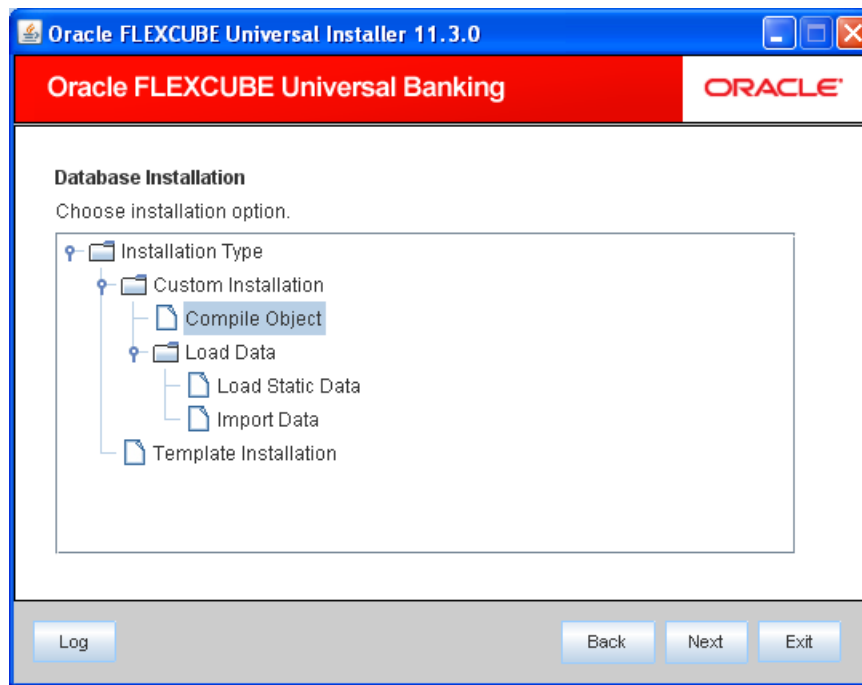 Oracle FLEXCUBE Universal Installer 11.3.0
Oracle FLEXCUBE Universal Banking
ORACLE
Database Installation
Choose installation option.
Installation Type
Custom Installation
Compile Object
Load Data
Load Static Data
Import Data
Template Installation
Log Back Next Exit